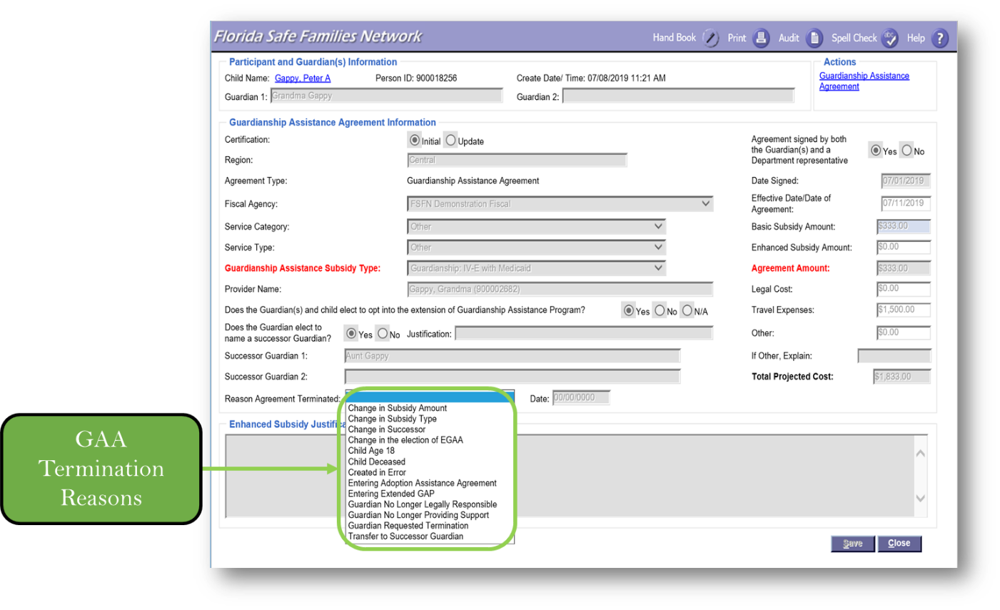 Florida Safe Families Network
Hand Book Print Audit Spell Check Help
Participant and Guardian(s) Information
Actions
Child Name: Gappy, Peter A Person ID: 900018256 Create Date/ Time: 07/08/2019 11:21 AM
Guardianship Assistance
Agreement
Guardian 1: Grandma Gappy Guardian 2:
Guardianship Assistance Agreement Information
Certification: Initial Update
Agreement signed by both
the Guardian(s) and a
Department representative
Yes No
Region: Central
Agreement Type: Guardianship Assistance Agreement
Date Signed: 07/01/2019
Fiscal Agency: FSFN Demonstration Fiscal
Effective Date/Date of
Agreement:
07/11/2019
Service Category: Other
Basic Subsidy Amount: $333.00
Service Type: Other
Enhanced Subsidy Amount: $0.00
Guardianship Assistance Subsidy Type: Guardianship: IV-E with Medicaid
Agreement Amount: $333.00
Provider Name: Gappy, Grandma (900002682)
Legal Cost: $0.00
Does the Guardian(s) and child elect to opt into the extension of Guardianship Assistance Program? Yes No N/A
Travel Expenses: $1,500.00
Does the Guardian elect to
name a successor Guardian?
Yes No Justification:
Other: $0.00
Successor Guardian 1: Aunt Gappy
If Other, Explain:
Successor Guardian 2:
Total Projected Cost: $1,833.00
Reason Agreement Terminated: Date: 00/00/0000
Change in Subsidy Amount
Change in Subsidy Type
Change in Successor
Change in the election of EGAA
Child Age 18
Child Deceased
Created in Error
Entering Adoption Assistance Agreement
Entering Extended GAP
Guardian No Longer Legally Responsible
Guardian No Longer Providing Support
Guardian Requested Termination
Transfer to Successor Guardian
Enhanced Subsidy Justifica
GAA
Termination
Reasons
Save Close